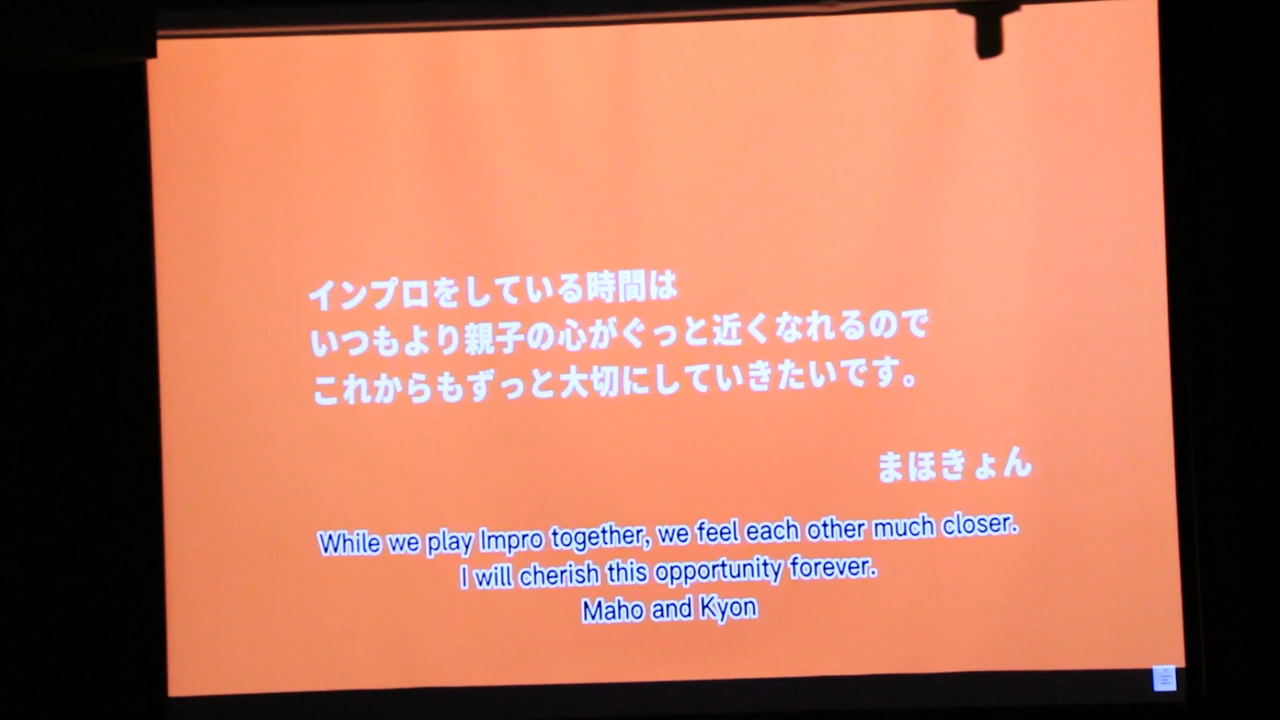 インプロをしている時間は
いつもより親子の心がぐっと近くなれるので
これからもずっと大切にしていきたいです。
まほきょん
While we play Impro together, we feel each other much closer.
I will cherish this opportunity forever.
Maho and Kyon